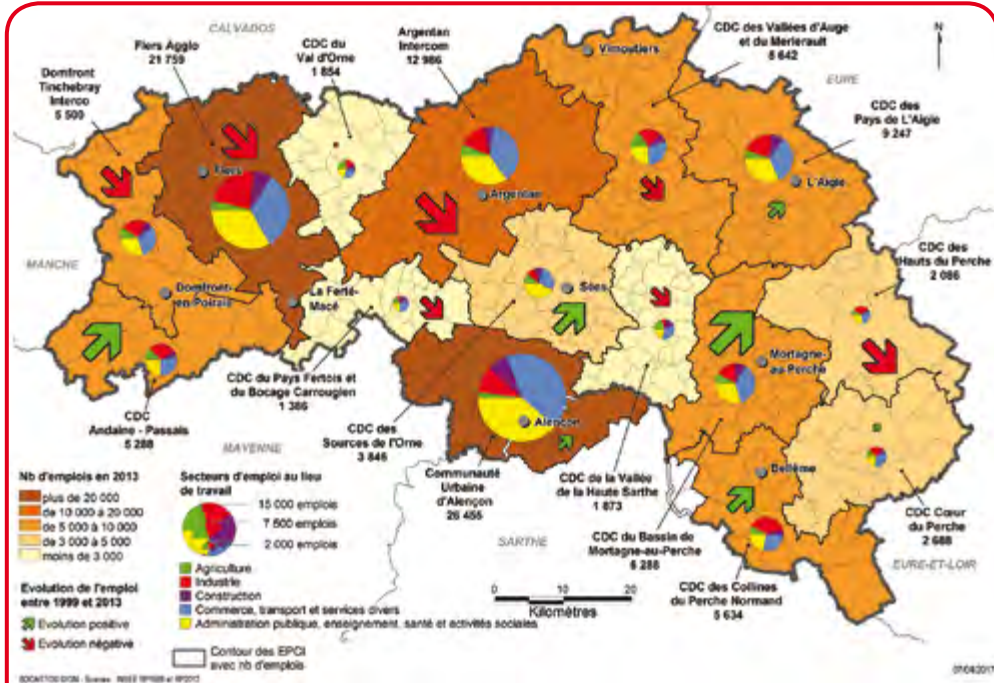 CALVADOS
Flers Agglo
21 759
CDC du
Val d'Orne
1 854
Argentan
Intercom
12 986
CDC des Vallées d'Auge
et du Merlerault
Vimoutiers
N
EURE
Domfront
Tinchebray
Interco
5 500
CDC des
Pays de L'Aigle
9 247
Flers
Argentan
L'Aigle
MANCHE
CDC des
Hauts du Perche
2 086
Domfront-
en-Poiraie
La Ferté-
Macé
Sées
Mortagne-
au-Perche
CDC
Andaine - Passais
5 288
CDC du Pays Fertois et
du Bocage Carrougien
1 386
MAYENNE
CDC des
Sources de l'Orne
3 846
Alençon
Communauté
Urbaine
d'Alençon
26 455
CDC de la Vallée
de la Haute Sarthe
1 873
Bellême
SARTHE
CDC du Bassin de
Mortagne-au-Perche
6 288
CDC Cœur
du Perche
2 688
CDC des Collines
du Perche Normand
5 634
EURE-ET-LOIR
Nb d'emplois en 2013
plus de 20 000
de 10 000 à 20 000
de 5 000 à 10 000
de 3 000 à 5 000
moins de 3 000
Evolution de l'emploi
entre 1999 et 2013
Evolution positive
Evolution négative
Secteurs d'emploi au lieu
de travail
15 000 emplois
7 500 emplois
2 000 emplois
Agriculture
Industrie
Construction
Commerce, transport et services divers
Administration publique, enseignement, santé et activités sociales
Contour des EPCI
avec nb d'emplois
0 10 20
Kilomètres